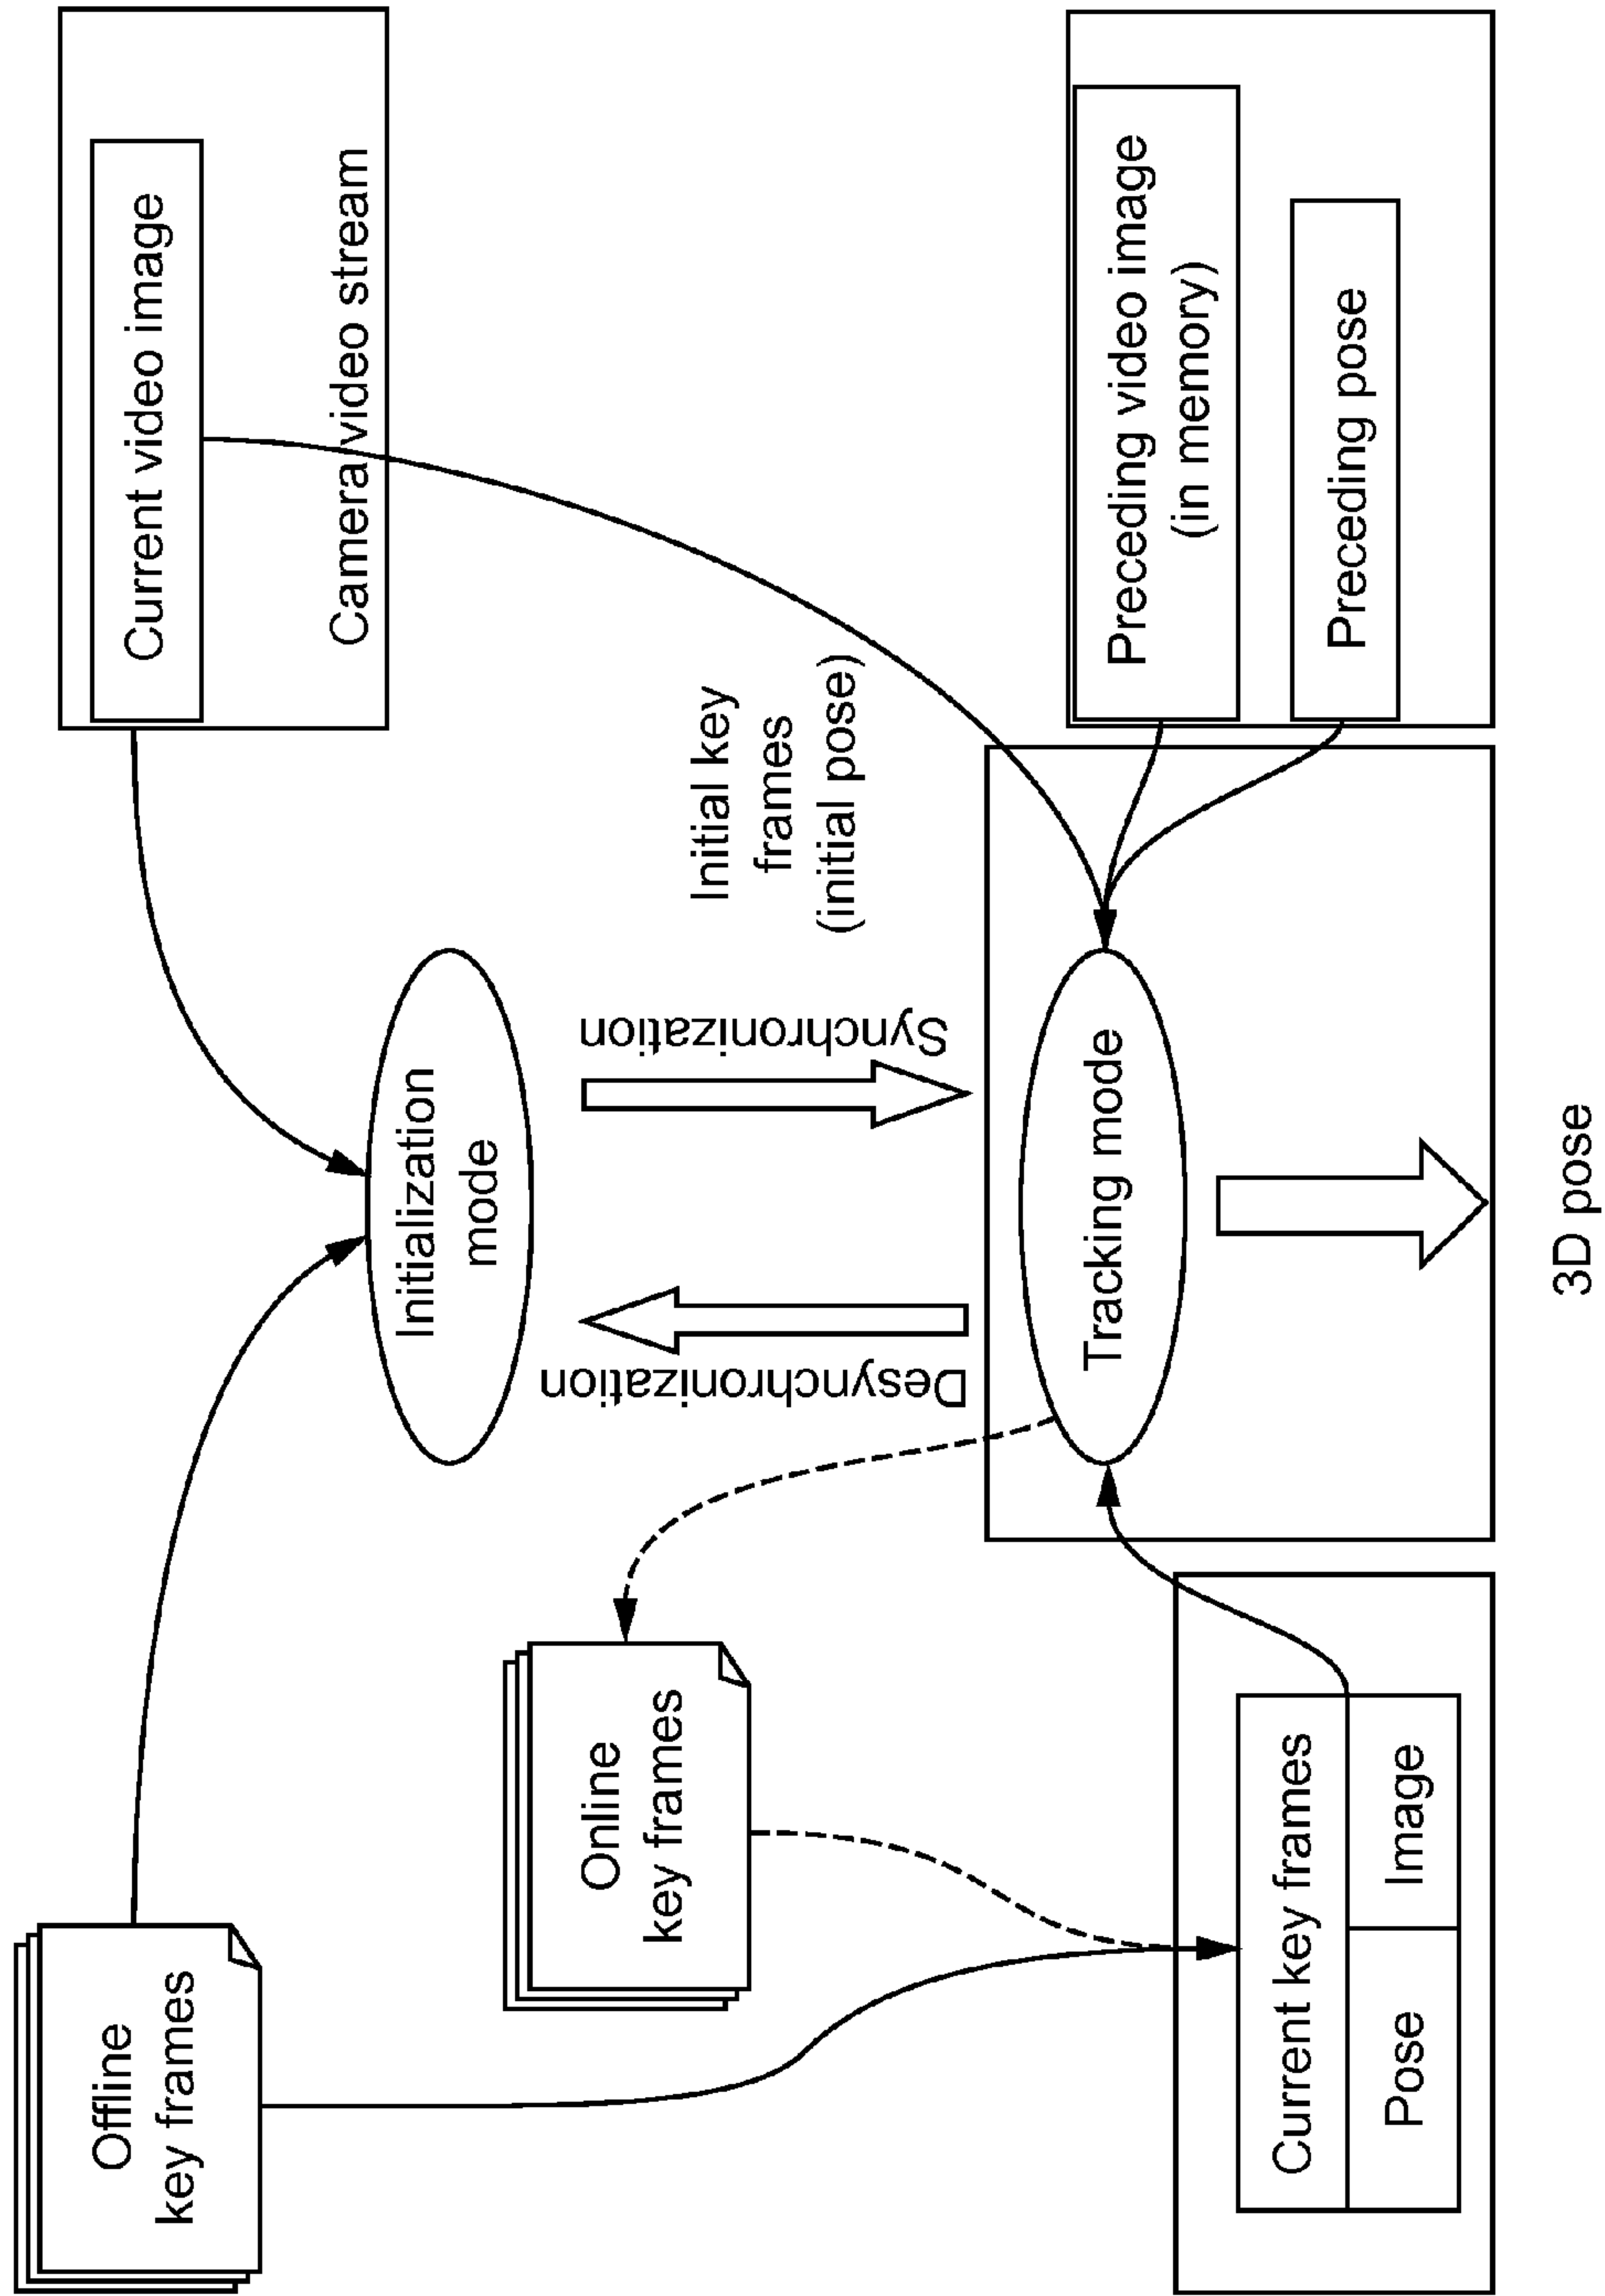 Offline
key frames
Current video image
Camera video stream
Initialization
mode
Online
key frames
Desynchronization
Synchronization
Initial key
frames
(initial pose)
Tracking mode
Preceding video image
(in memory)
Preceding pose
Current key frames
Pose
Image
3D pose